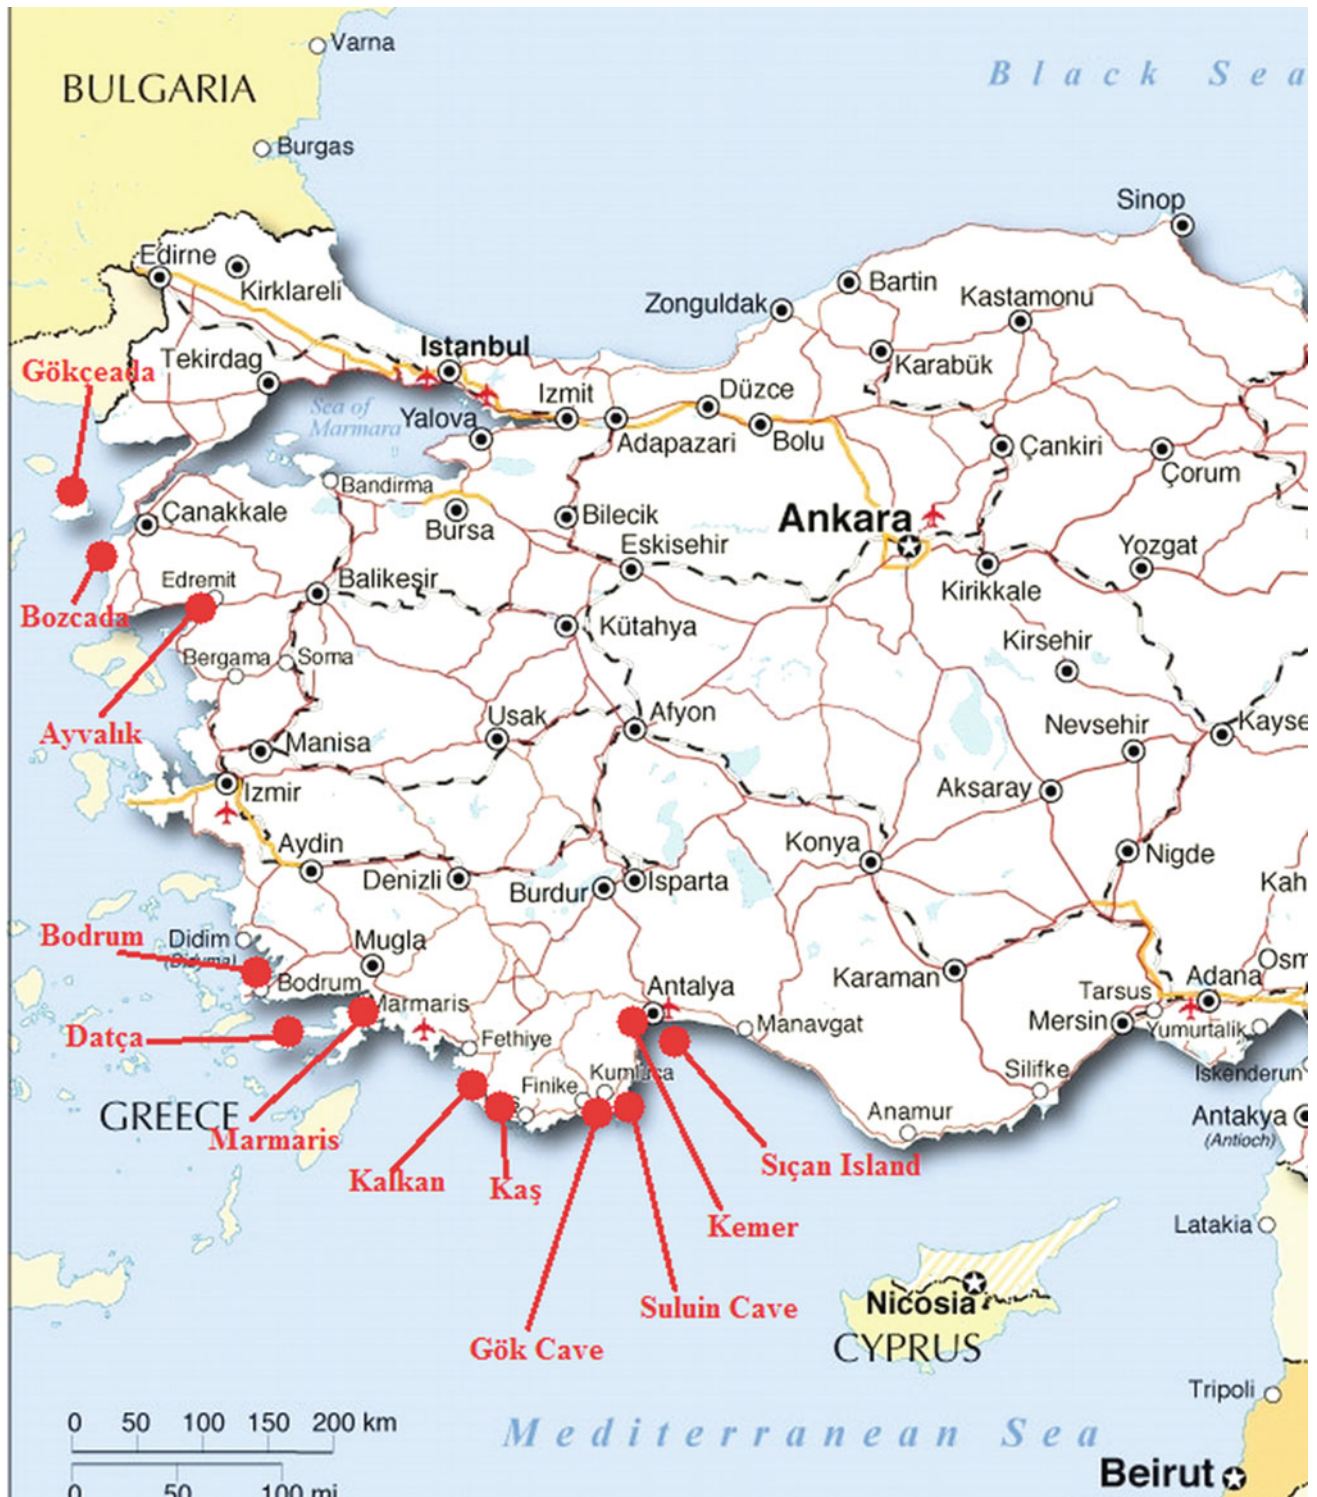 Varna
BULGARIA
Black Sea
Burgas
Sinop
Edirne
Kirklareli
Bartin
Zonguldak
Kastamonu
Istanbul
Gökçeada
Tekirdag
Karabük
Izmit
Düzce
Sea of
Marmara
Yalova
Adapazari
Bolu
Çankiri
Çorum
Bandirma
Çanakkale
Bursa
Bilecik
Ankara
Eskisehir
Yozgat
Edremit
Balikeşir
Kirikkale
Bozcada
Kütahya
Kirsehir
Bergama
Soma
Ayvalık
Usak
Afyon
Nevsehir
Kayse
Manisa
Izmir
Aksaray
Aydin
Konya
Nigde
Denizli
Burdur
Isparta
Kah
Bodrum
Didim
(Didyma)
Mugla
Osm
Bodrum
Antalya
Karaman
Adana
Tarsus
Marmaris
Manavgat
Mersin
Yumurtalik
Datça
Fethiye
Kumluca
Silifke
Iskenderun
Finike
GREECE
Anamur
Antakya
(Antioch)
Marmaris
Sıçan Island
Kalkan
Kaş
Kemer
Latakia
Nicosia
Suluin Cave
CYPRUS
Gök Cave
Tripoli
0 50 100 150 200 km
Mediterranean Sea
Beirut
0 50 100 mi